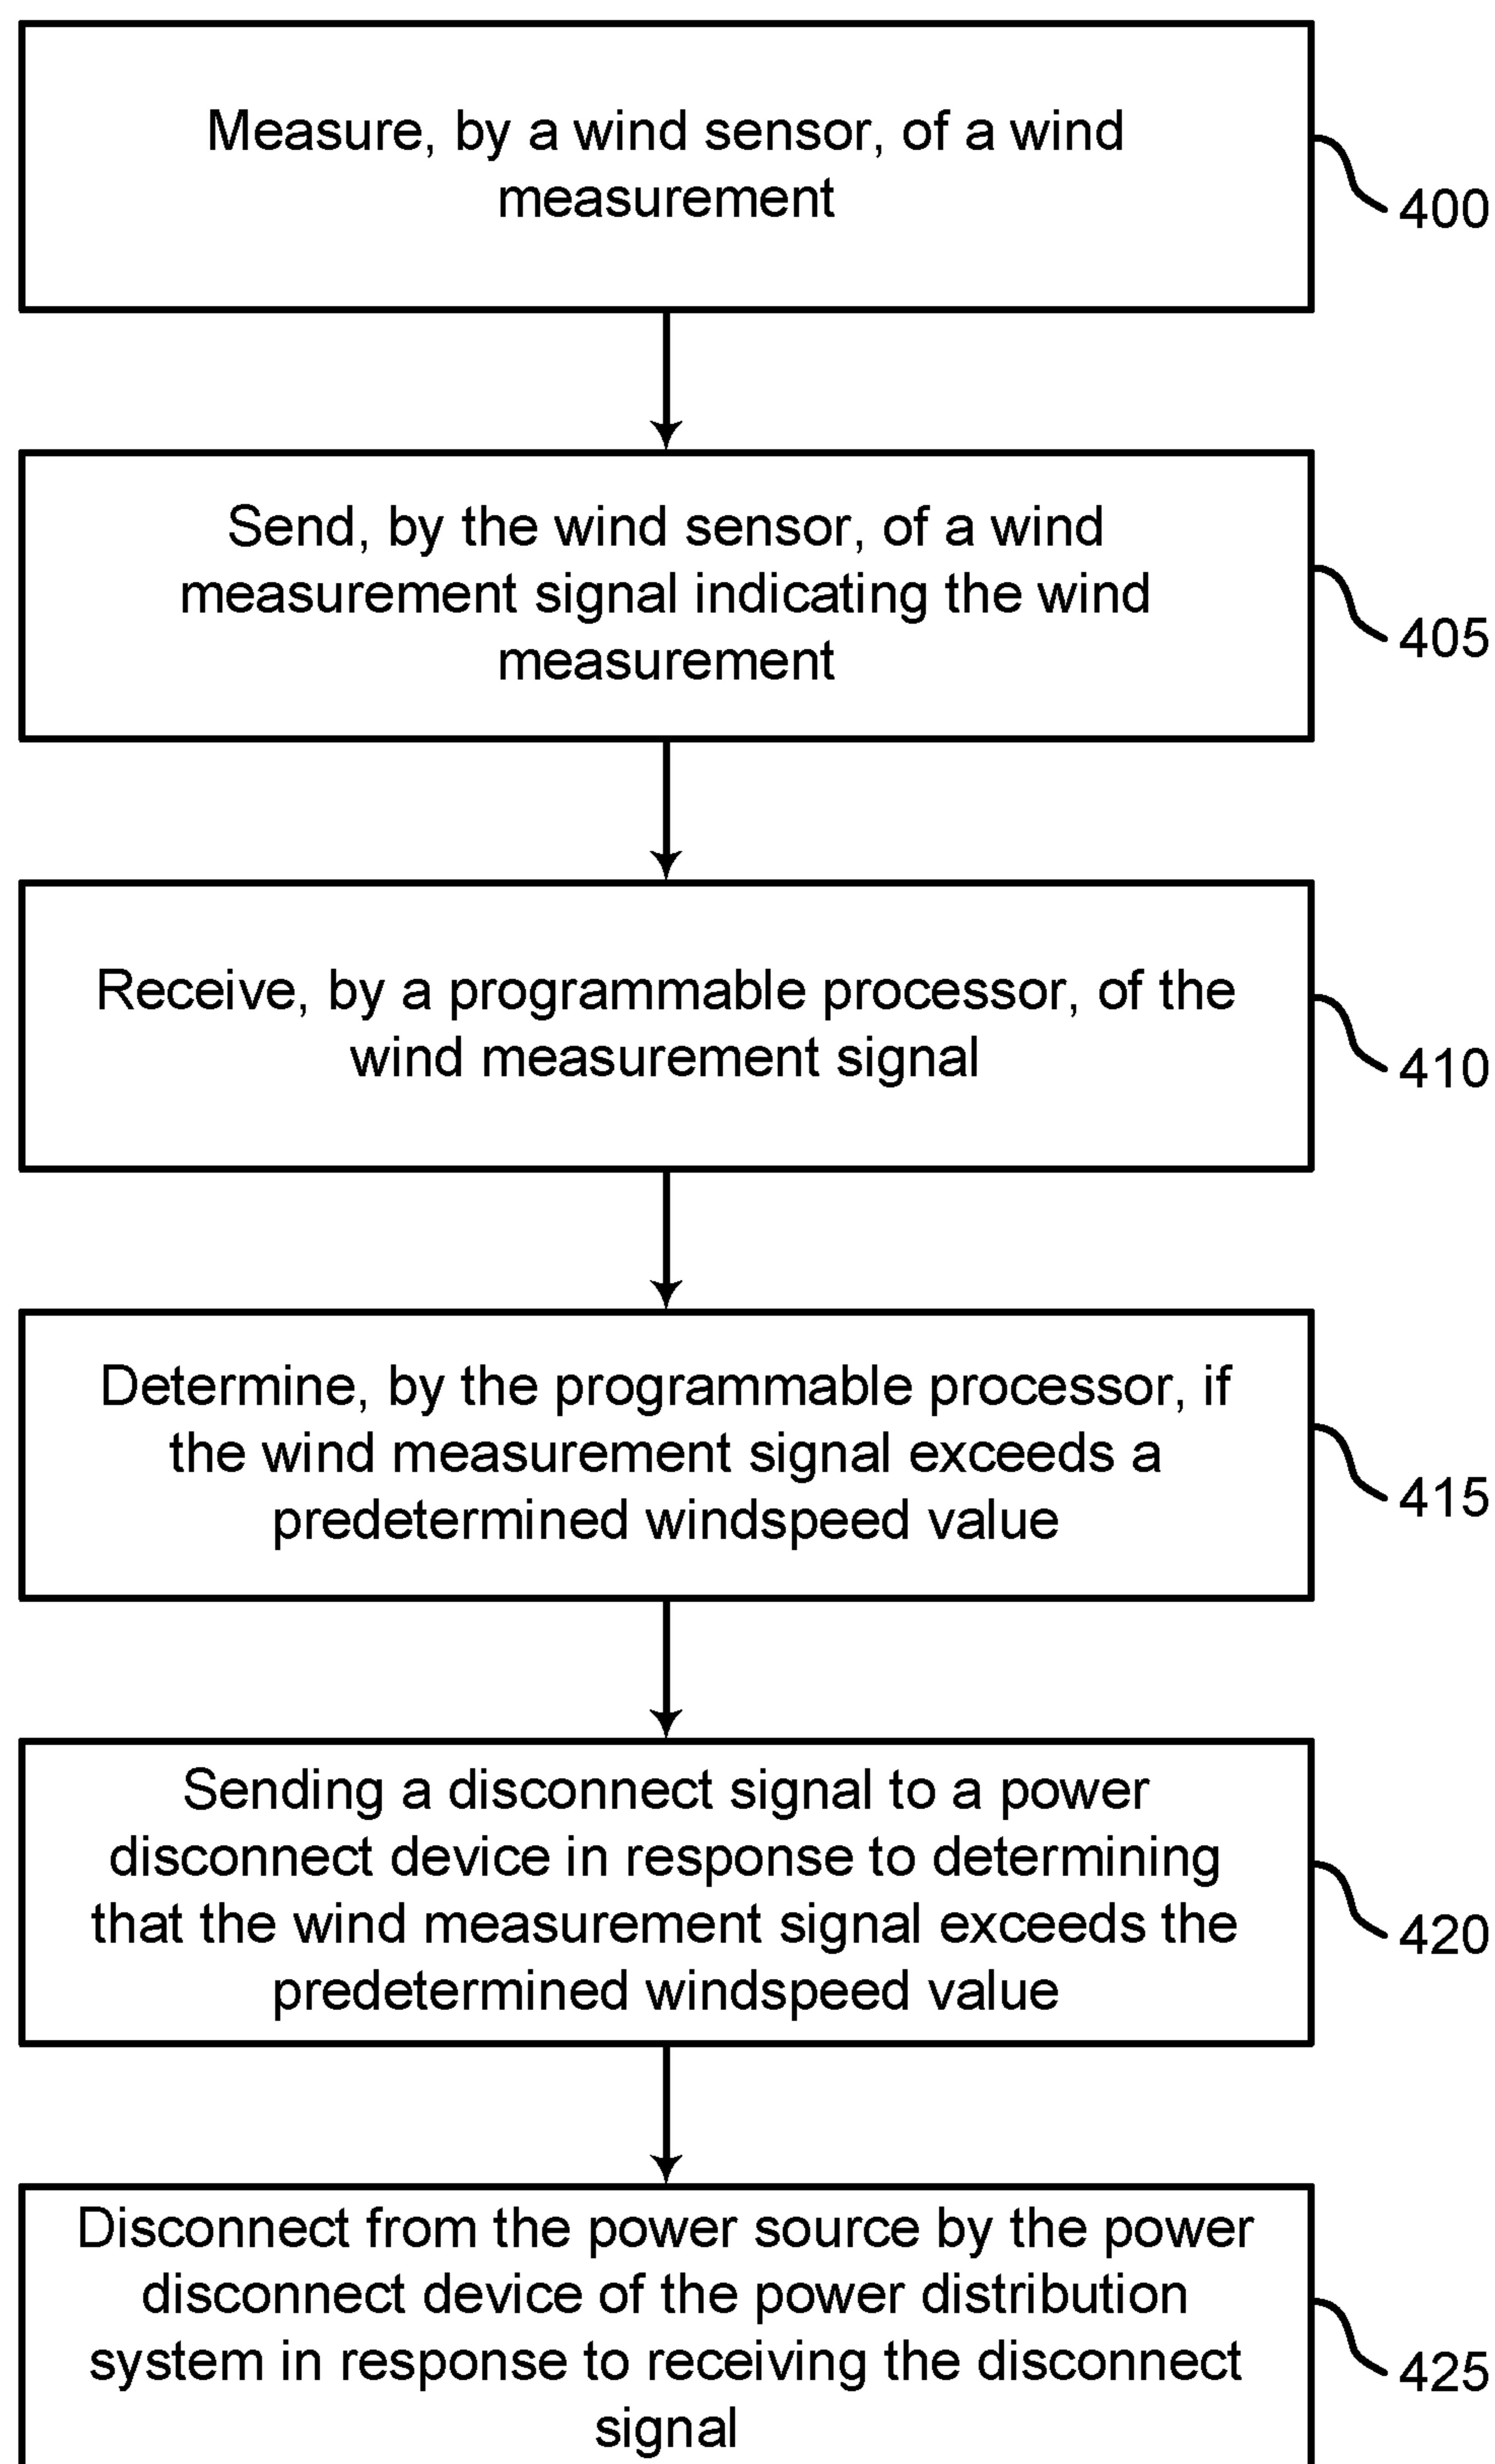 Measure, by a wind sensor, of a wind
measurement
400
Send, by the wind sensor, of a wind
measurement signal indicating the wind
measurement
405
Receive, by a programmable processor, of the
wind measurement signal
410
Determine, by the programmable processor, if
the wind measurement signal exceeds a
predetermined windspeed value
415
Sending a disconnect signal to a power
disconnect device in response to determining
that the wind measurement signal exceeds the
predetermined windspeed value
420
Disconnect from the power source by the power
disconnect device of the power distribution
system in response to receiving the disconnect
signal
425